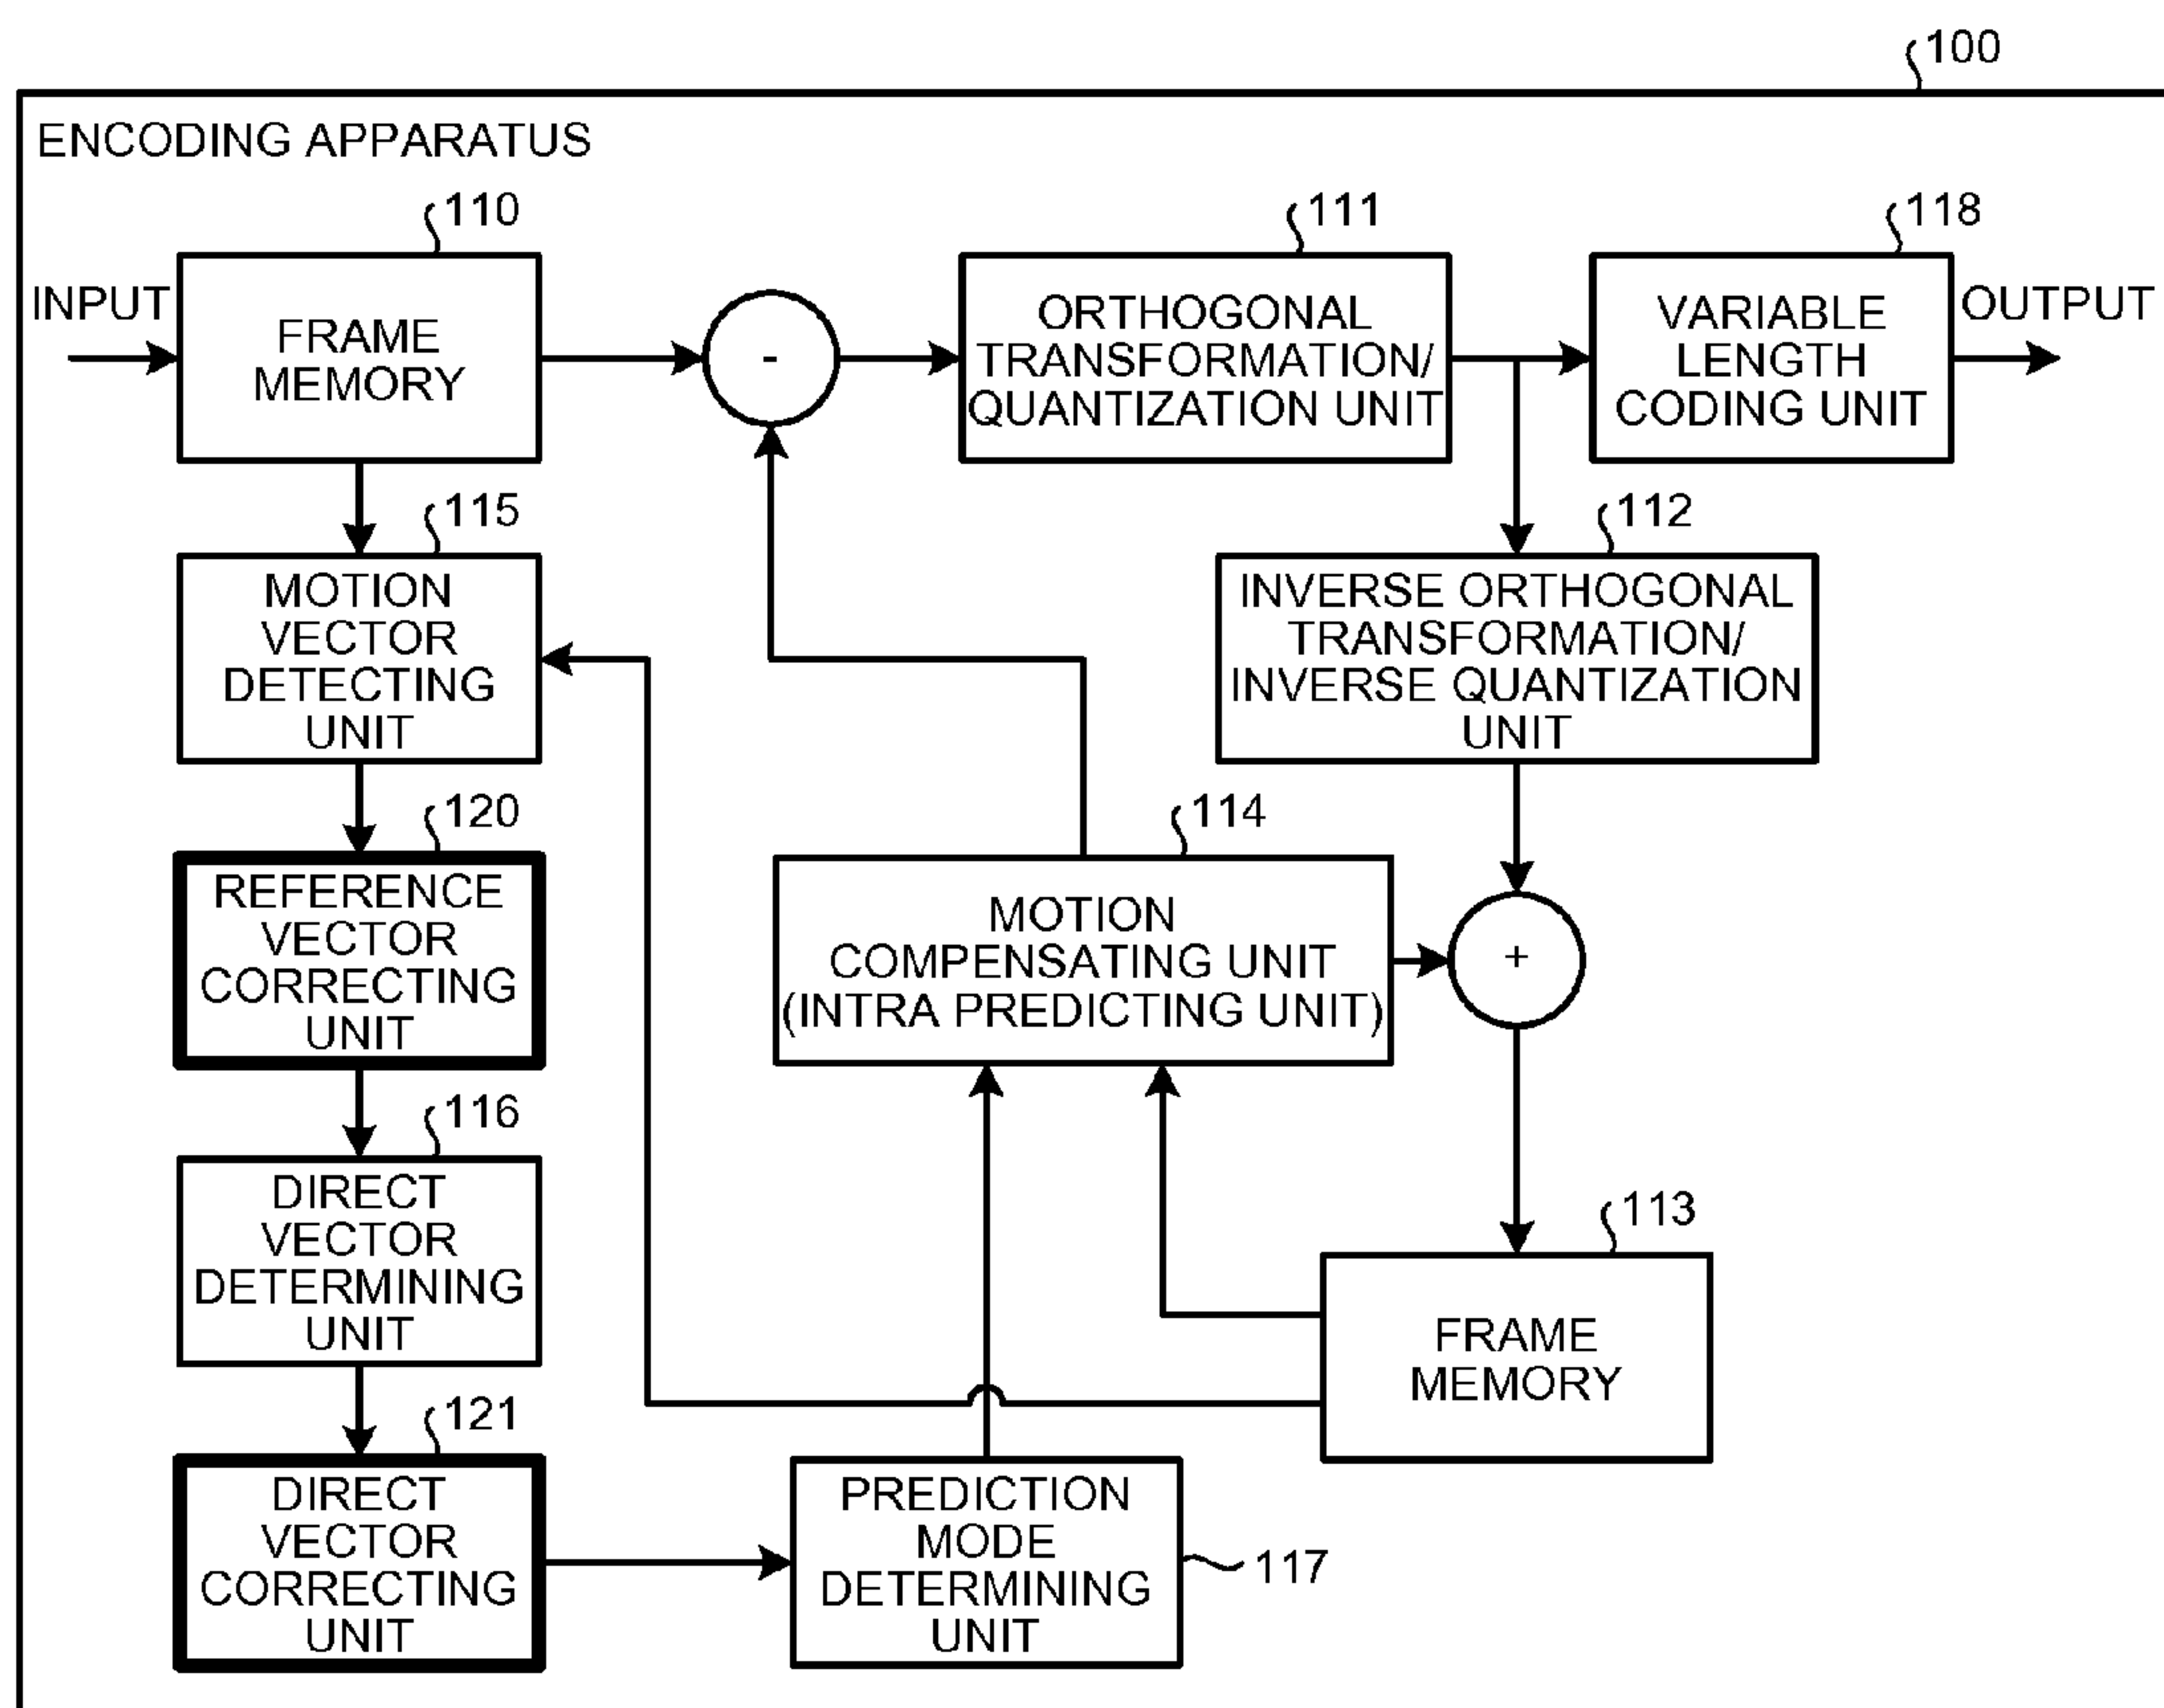 100
ENCODING APPARATUS
110
111
118
INPUT
FRAME
MEMORY
-
ORTHOGONAL
TRANSFORMATION/
QUANTIZATION UNIT
VARIABLE
LENGTH
CODING UNIT
OUTPUT
115
112
MOTION
VECTOR
DETECTING
UNIT
INVERSE ORTHOGONAL
TRANSFORMATION/
INVERSE QUANTIZATION
UNIT
120
114
REFERENCE
VECTOR
CORRECTING
UNIT
MOTION
COMPENSATING UNIT
(INTRA PREDICTING UNIT)
+
116
113
DIRECT
VECTOR
DETERMINING
UNIT
FRAME
MEMORY
121
DIRECT
VECTOR
CORRECTING
UNIT
PREDICTION
MODE
DETERMINING
UNIT
117